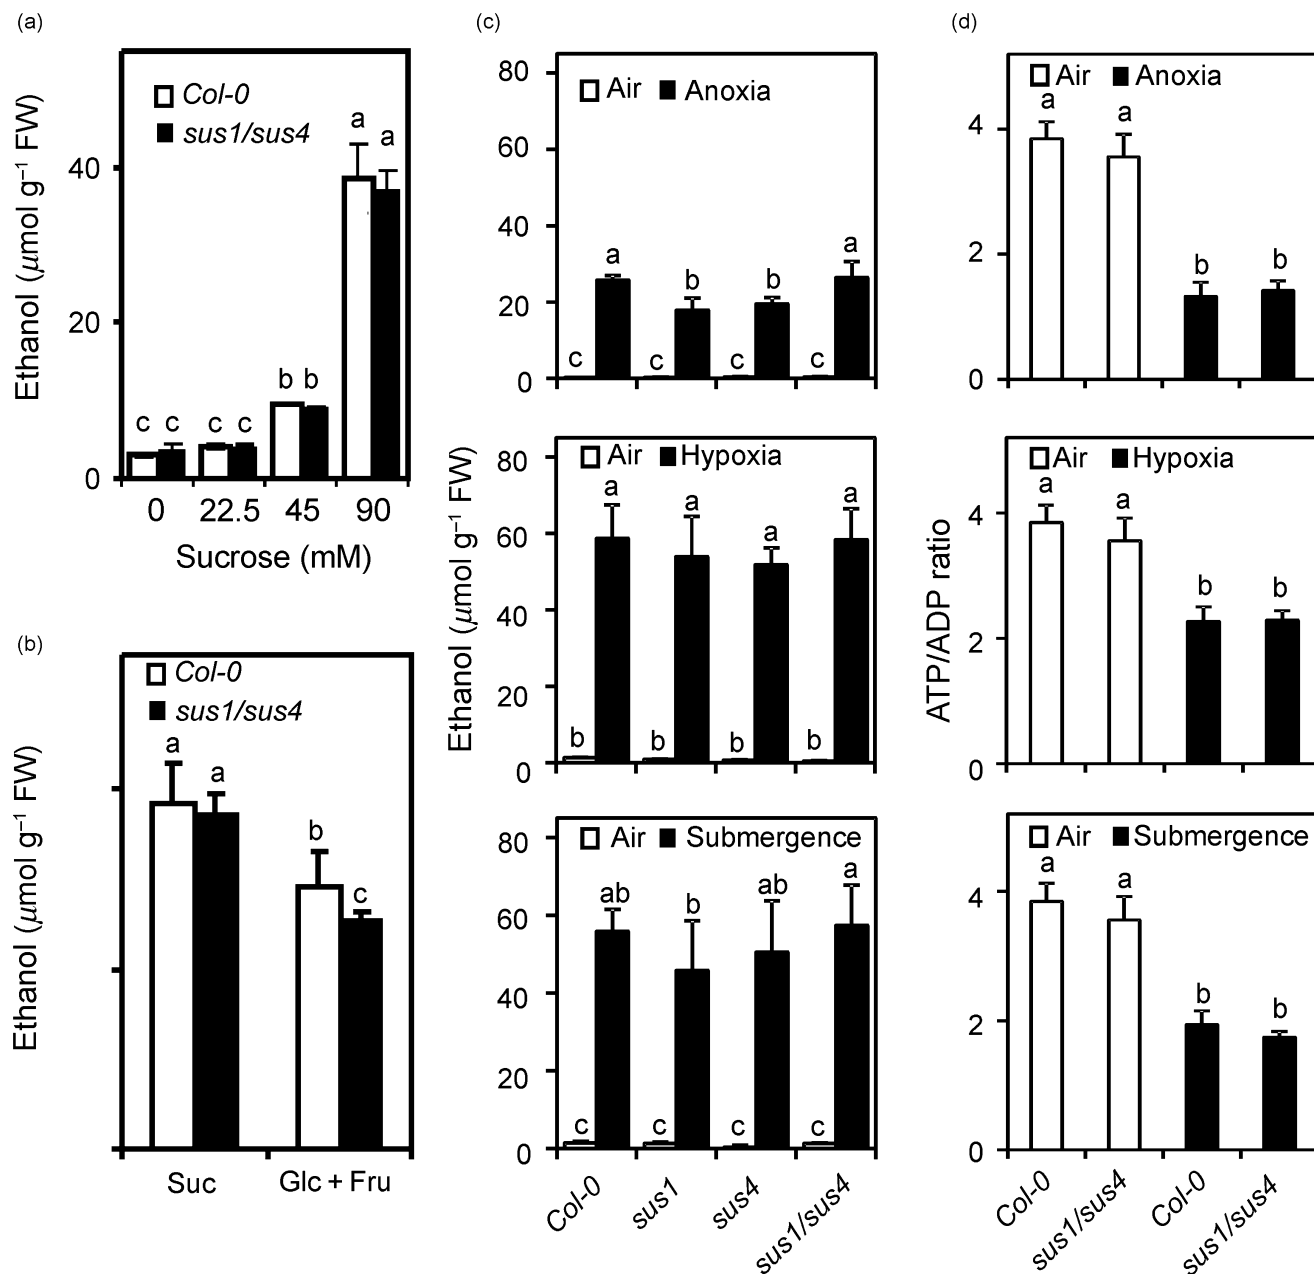 (a)
Col-0
sus1/sus4
Ethanol (µmol g⁻¹ FW)
40
20
0
a
a
b b
c c
c c
0 22.5 45 90
Sucrose (mM)
(b)
Col-0
sus1/sus4
Ethanol (µmol g⁻¹ FW)
a
a
b
c
Suc Glc + Fru
(c)
Ethanol (µmol g⁻¹ FW)
Air Anoxia
80
60
40
20
0
c a c b c b c a
Air Hypoxia
80
60
40
20
0
b a b a b a b a
Air Submergence
80
60
40
20
0
c ab c b c ab c a
Col-0 sus1 sus4 sus1/sus4
(d)
ATP/ADP ratio
Air Anoxia
4
2
0
a a b b
Air Hypoxia
4
2
0
a a b b
Air Submergence
4
2
0
a a b b
Col-0 sus1/sus4 Col-0 sus1/sus4